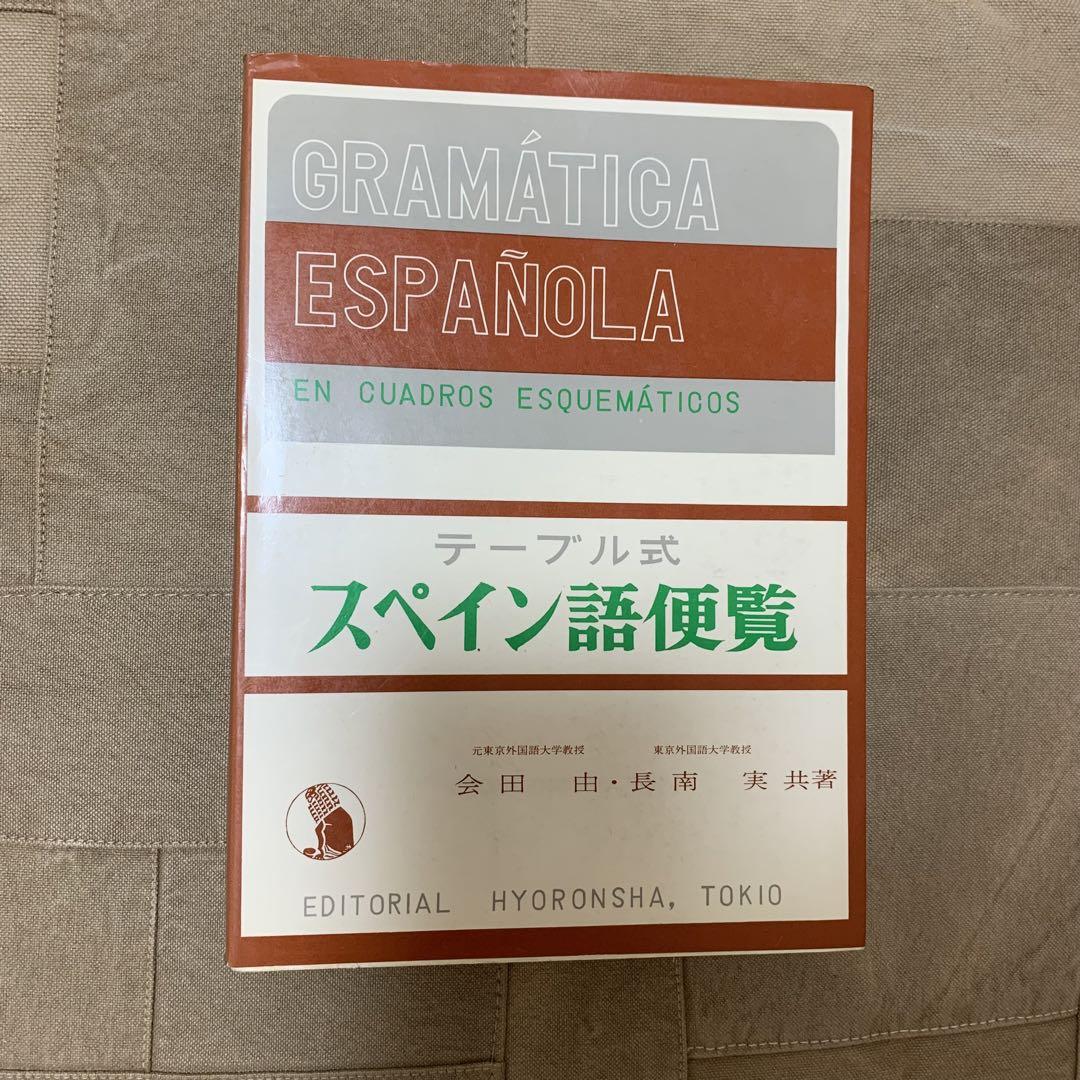 GRAMÁTICA
ESPAÑOLA
EN CUADROS ESQUEMÁTICOS
テーブル式
スペイン語便覧
元東京外国語大学教授 東京外国語大学教授
会田 由・長南 実 共著
EDITORIAL HYORONSHA, TOKIO